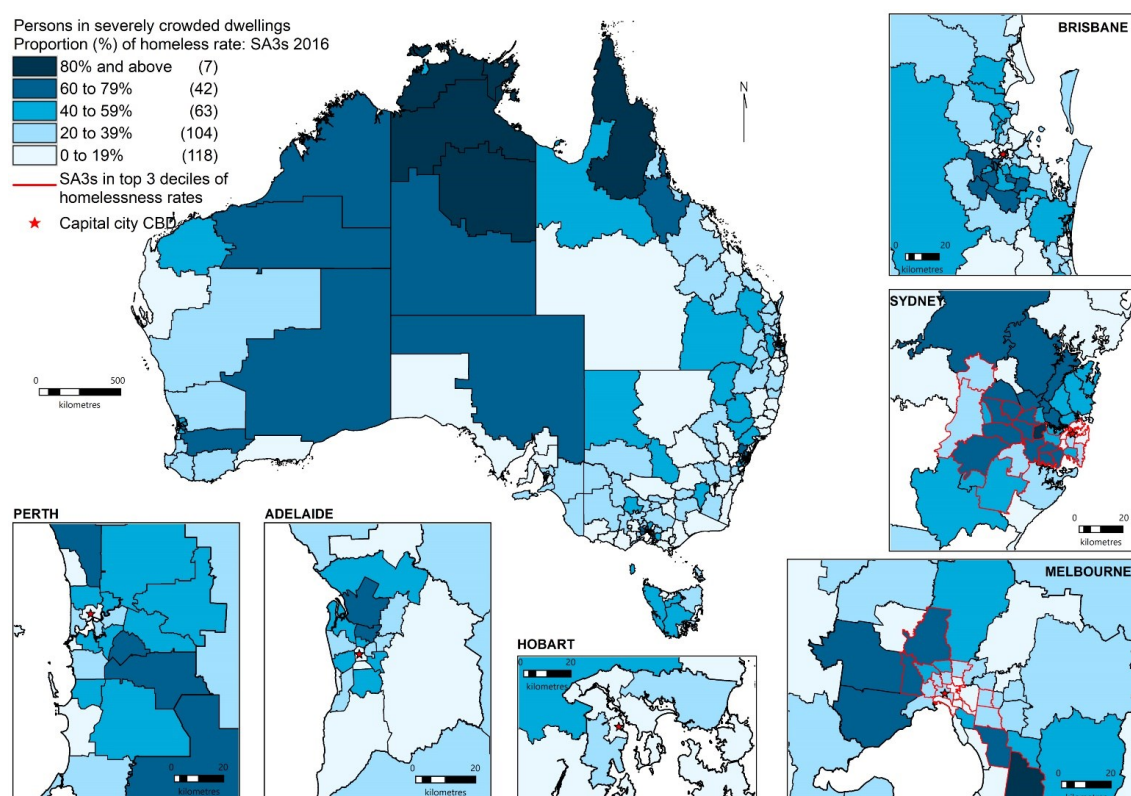 Persons in severely crowded dwellings
Proportion (%) of homeless rate: SA3s 2016
80% and above (7)
60 to 79% (42)
40 to 59% (63)
20 to 39% (104)
0 to 19% (118)
SA3s in top 3 deciles of
homelessness rates
Capital city CBD
N
0 500
kilometres
BRISBANE
0 20
kilometres
SYDNEY
0 20
kilometres
PERTH
0 20
kilometres
ADELAIDE
0 20
kilometres
HOBART
0 20
kilometres
MELBOURNE
0 20
kilometres